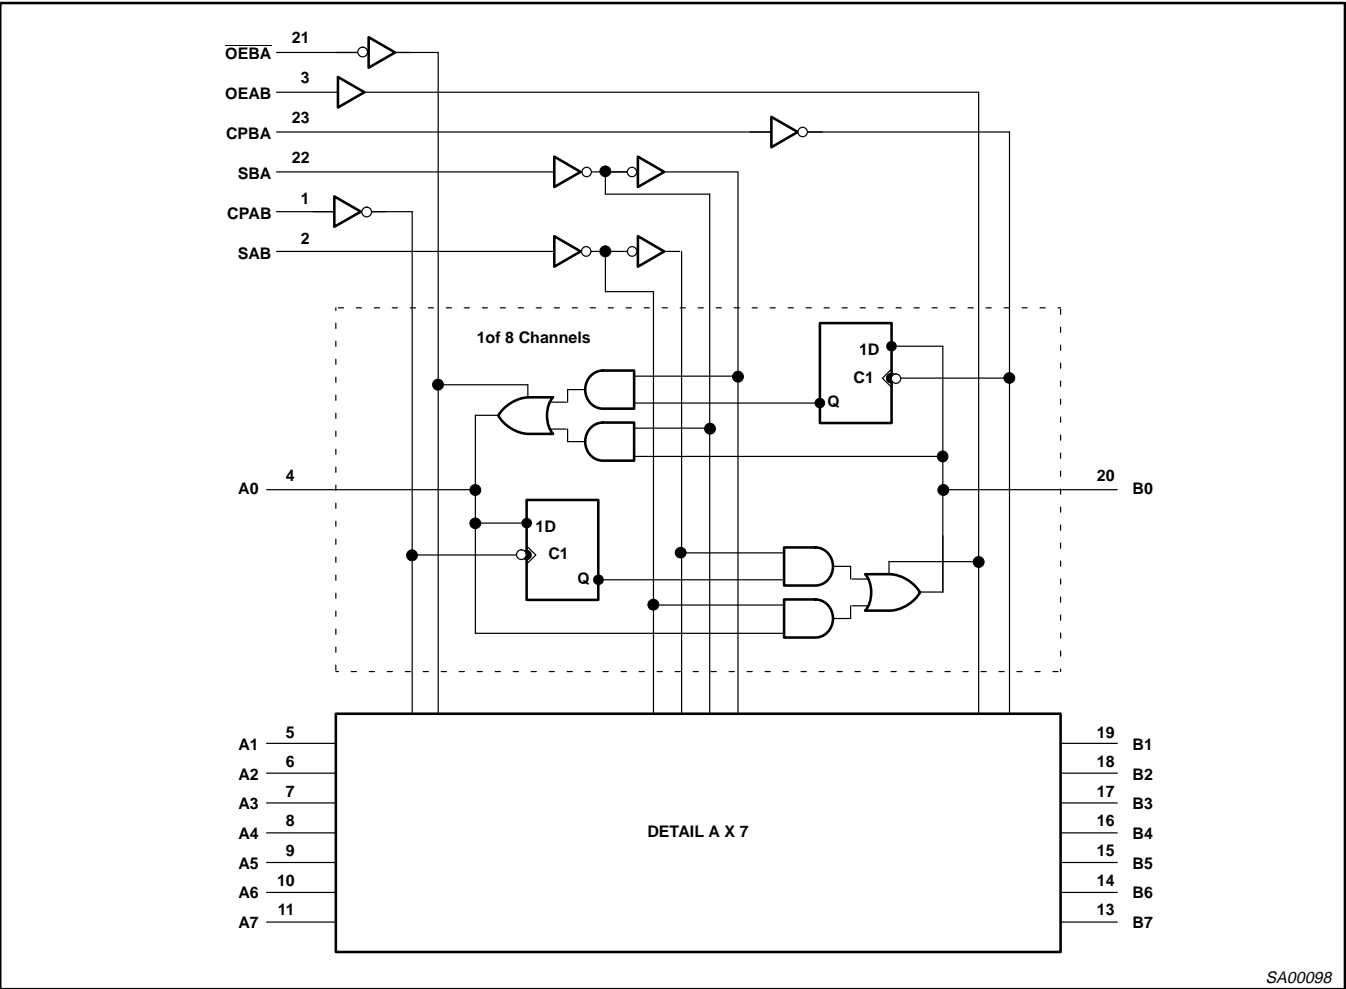 OEBA 21
OEAB 3
CPBA 23
SBA 22
CPAB 1
SAB 2
1of 8 Channels
1D
C1
Q
A0 4
20 B0
1D
C1
Q
A1 5
A2 6
A3 7
A4 8
A5 9
A6 10
A7 11
DETAIL A X 7
19 B1
18 B2
17 B3
16 B4
15 B5
14 B6
13 B7
SA00098